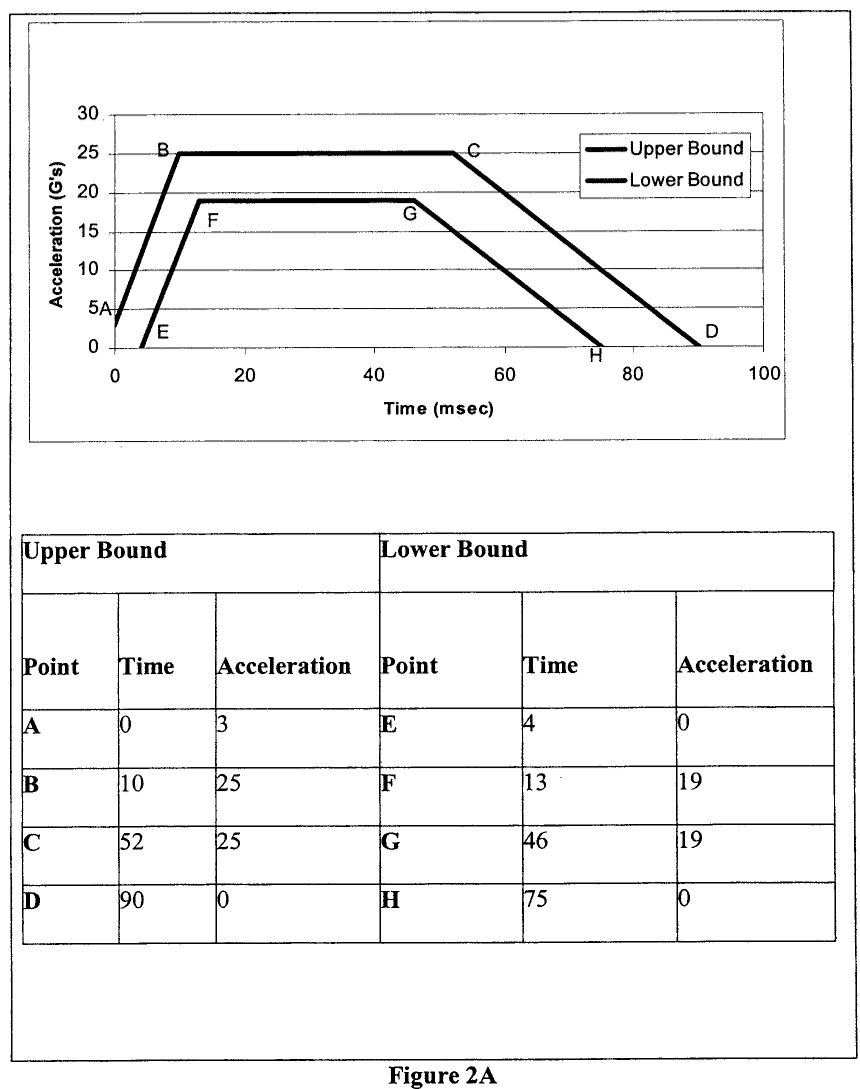 30
25
20
15
10
5
0
Acceleration (G's)
A
B
C
D
E
F
G
H
Upper Bound
Lower Bound
0 20 40 60 80 100
Time (msec)
Upper Bound Lower Bound
Point Time Acceleration Point Time Acceleration
A 0 3 E 4 0
B 10 25 F 13 19
C 52 25 G 46 19
D 90 0 H 75 0
Figure 2A